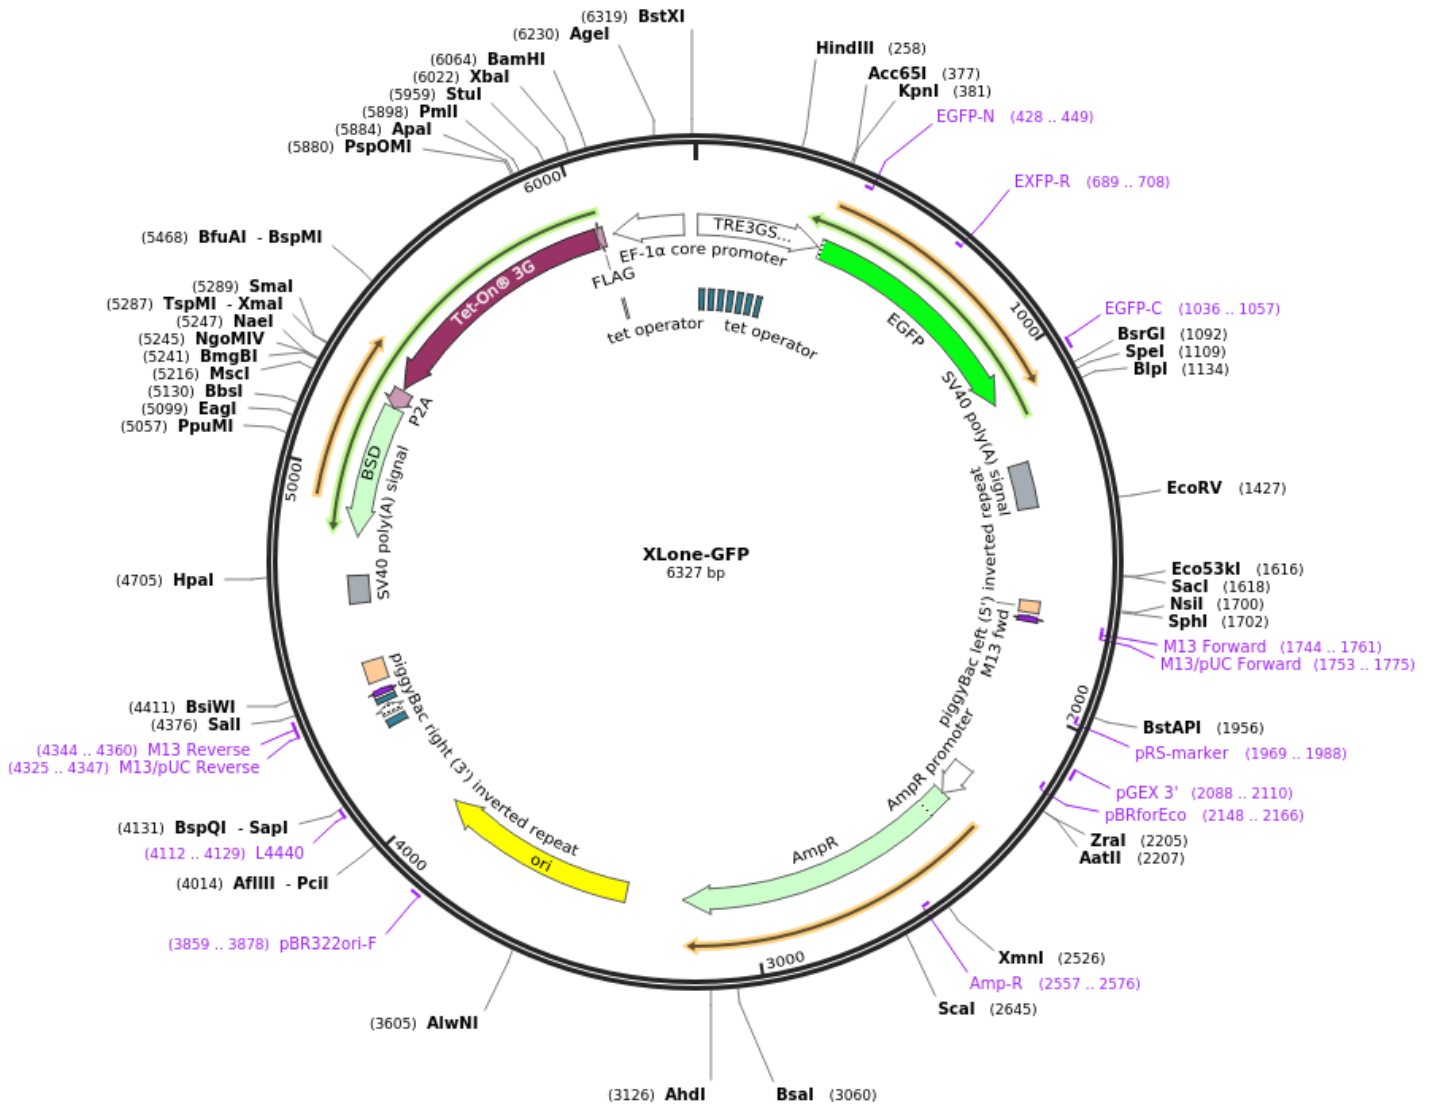 (6319) BstXI
(6230) AgeI
(6064) BamHI
(6022) XbaI
(5959) StuI
(5898) PmlI
(5884) ApaI
(5880) PspOMI
HindIII (258)
Acc65I (377)
KpnI (381)
EGFP-N (428 .. 449)
EXFP-R (689 .. 708)
EGFP-C (1036 .. 1057)
BsrGI (1092)
SpeI (1109)
BlpI (1134)
EcoRV (1427)
Eco53kI (1616)
SacI (1618)
NsiI (1700)
SphI (1702)
M13 Forward (1744 .. 1761)
M13/pUC Forward (1753 .. 1775)
BstAPI (1956)
pRS-marker (1969 .. 1988)
pGEX 3' (2088 .. 2110)
pBRforEco (2148 .. 2166)
ZraI (2205)
AatII (2207)
XmnI (2526)
Amp-R (2557 .. 2576)
ScaI (2645)
BsaI (3060)
(3126) AhdI
(3605) AlwNI
(3859 .. 3878) pBR322ori-F
(4014) AflIII - PciI
(4112 .. 4129) L4440
(4131) BspQI - SapI
(4325 .. 4347) M13/pUC Reverse
(4344 .. 4360) M13 Reverse
(4376) SalI
(4411) BsiWI
(4705) HpaI
(5057) PpuMI
(5099) EagI
(5130) BbsI
(5216) MscI
(5241) BmgBI
(5245) NgoMIV
(5247) NaeI
(5287) TspMI - XmaI
(5289) SmaI
(5468) BfuAI - BspMI
1000
2000
3000
4000
5000
6000
TRE3GS...
EF-1α core promoter
FLAG
Tet-On® 3G
tet operator
tet operator
EGFP
SV40 poly(A) signal
piggyBac left (5') inverted repeat
M13 fwd
AmpR promoter
AmpR
ori
piggyBac right (3') inverted repeat
SV40 poly(A) signal
BSD
P2A
XLone-GFP
6327 bp